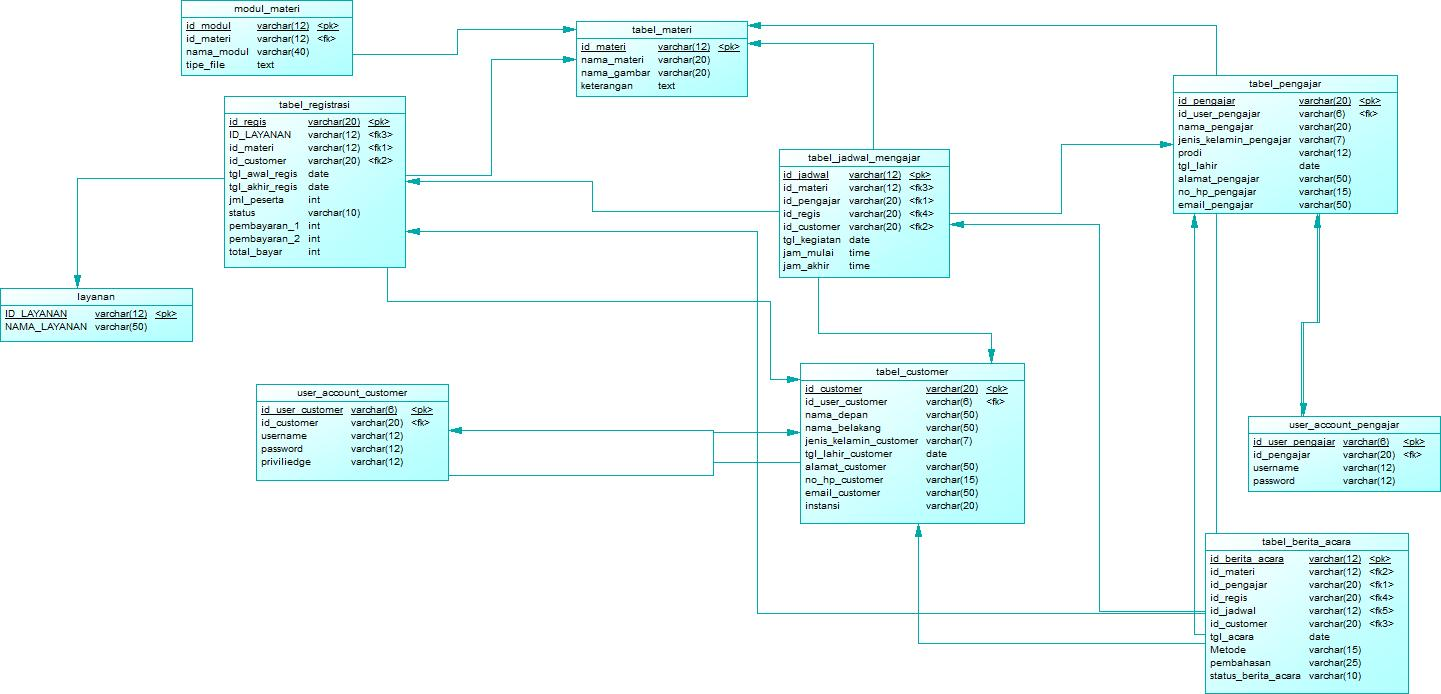 modul_materi
id_modul varchar(12) <pk>
id_materi varchar(12) <fk>
nama_modul varchar(40)
tipe_file text
tabel_materi
id_materi varchar(12) <pk>
nama_materi varchar(20)
nama_gambar varchar(20)
keterangan text
tabel_pengajar
id_pengajar varchar(20) <pk>
id_user_pengajar varchar(6) <fk>
nama_pengajar varchar(20)
jenis_kelamin_pengajar varchar(7)
prodi varchar(12)
tgl_lahir date
alamat_pengajar varchar(50)
no_hp_pengajar varchar(15)
email_pengajar varchar(50)
tabel_registrasi
id_regis varchar(20) <pk>
ID_LAYANAN varchar(12) <fk3>
id_materi varchar(12) <fk1>
id_customer varchar(20) <fk2>
tgl_awal_regis date
tgl_akhir_regis date
jml_peserta int
status varchar(10)
pembayaran_1 int
pembayaran_2 int
total_bayar int
tabel_jadwal_mengajar
id_jadwal varchar(12) <pk>
id_materi varchar(12) <fk3>
id_pengajar varchar(20) <fk1>
id_regis varchar(20) <fk4>
id_customer varchar(20) <fk2>
tgl_kegiatan date
jam_mulai time
jam_akhir time
layanan
ID_LAYANAN varchar(12) <pk>
NAMA_LAYANAN varchar(50)
user_account_customer
id_user_customer varchar(6) <pk>
id_customer varchar(20) <fk>
username varchar(12)
password varchar(12)
priviliedge varchar(12)
tabel_customer
id_customer varchar(20) <pk>
id_user_customer varchar(6) <fk>
nama_depan varchar(50)
nama_belakang varchar(50)
jenis_kelamin_customer varchar(7)
tgl_lahir_customer date
alamat_customer varchar(50)
no_hp_customer varchar(15)
email_customer varchar(50)
instansi varchar(20)
user_account_pengajar
id_user_pengajar varchar(6) <pk>
id_pengajar varchar(20) <fk>
username varchar(12)
password varchar(12)
tabel_berita_acara
id_berita_acara varchar(12) <pk>
id_materi varchar(12) <fk2>
id_pengajar varchar(20) <fk1>
id_regis varchar(20) <fk4>
id_jadwal varchar(12) <fk5>
id_customer varchar(20) <fk3>
tgl_acara date
Metode varchar(15)
pembahasan varchar(25)
status_berita_acara varchar(10)